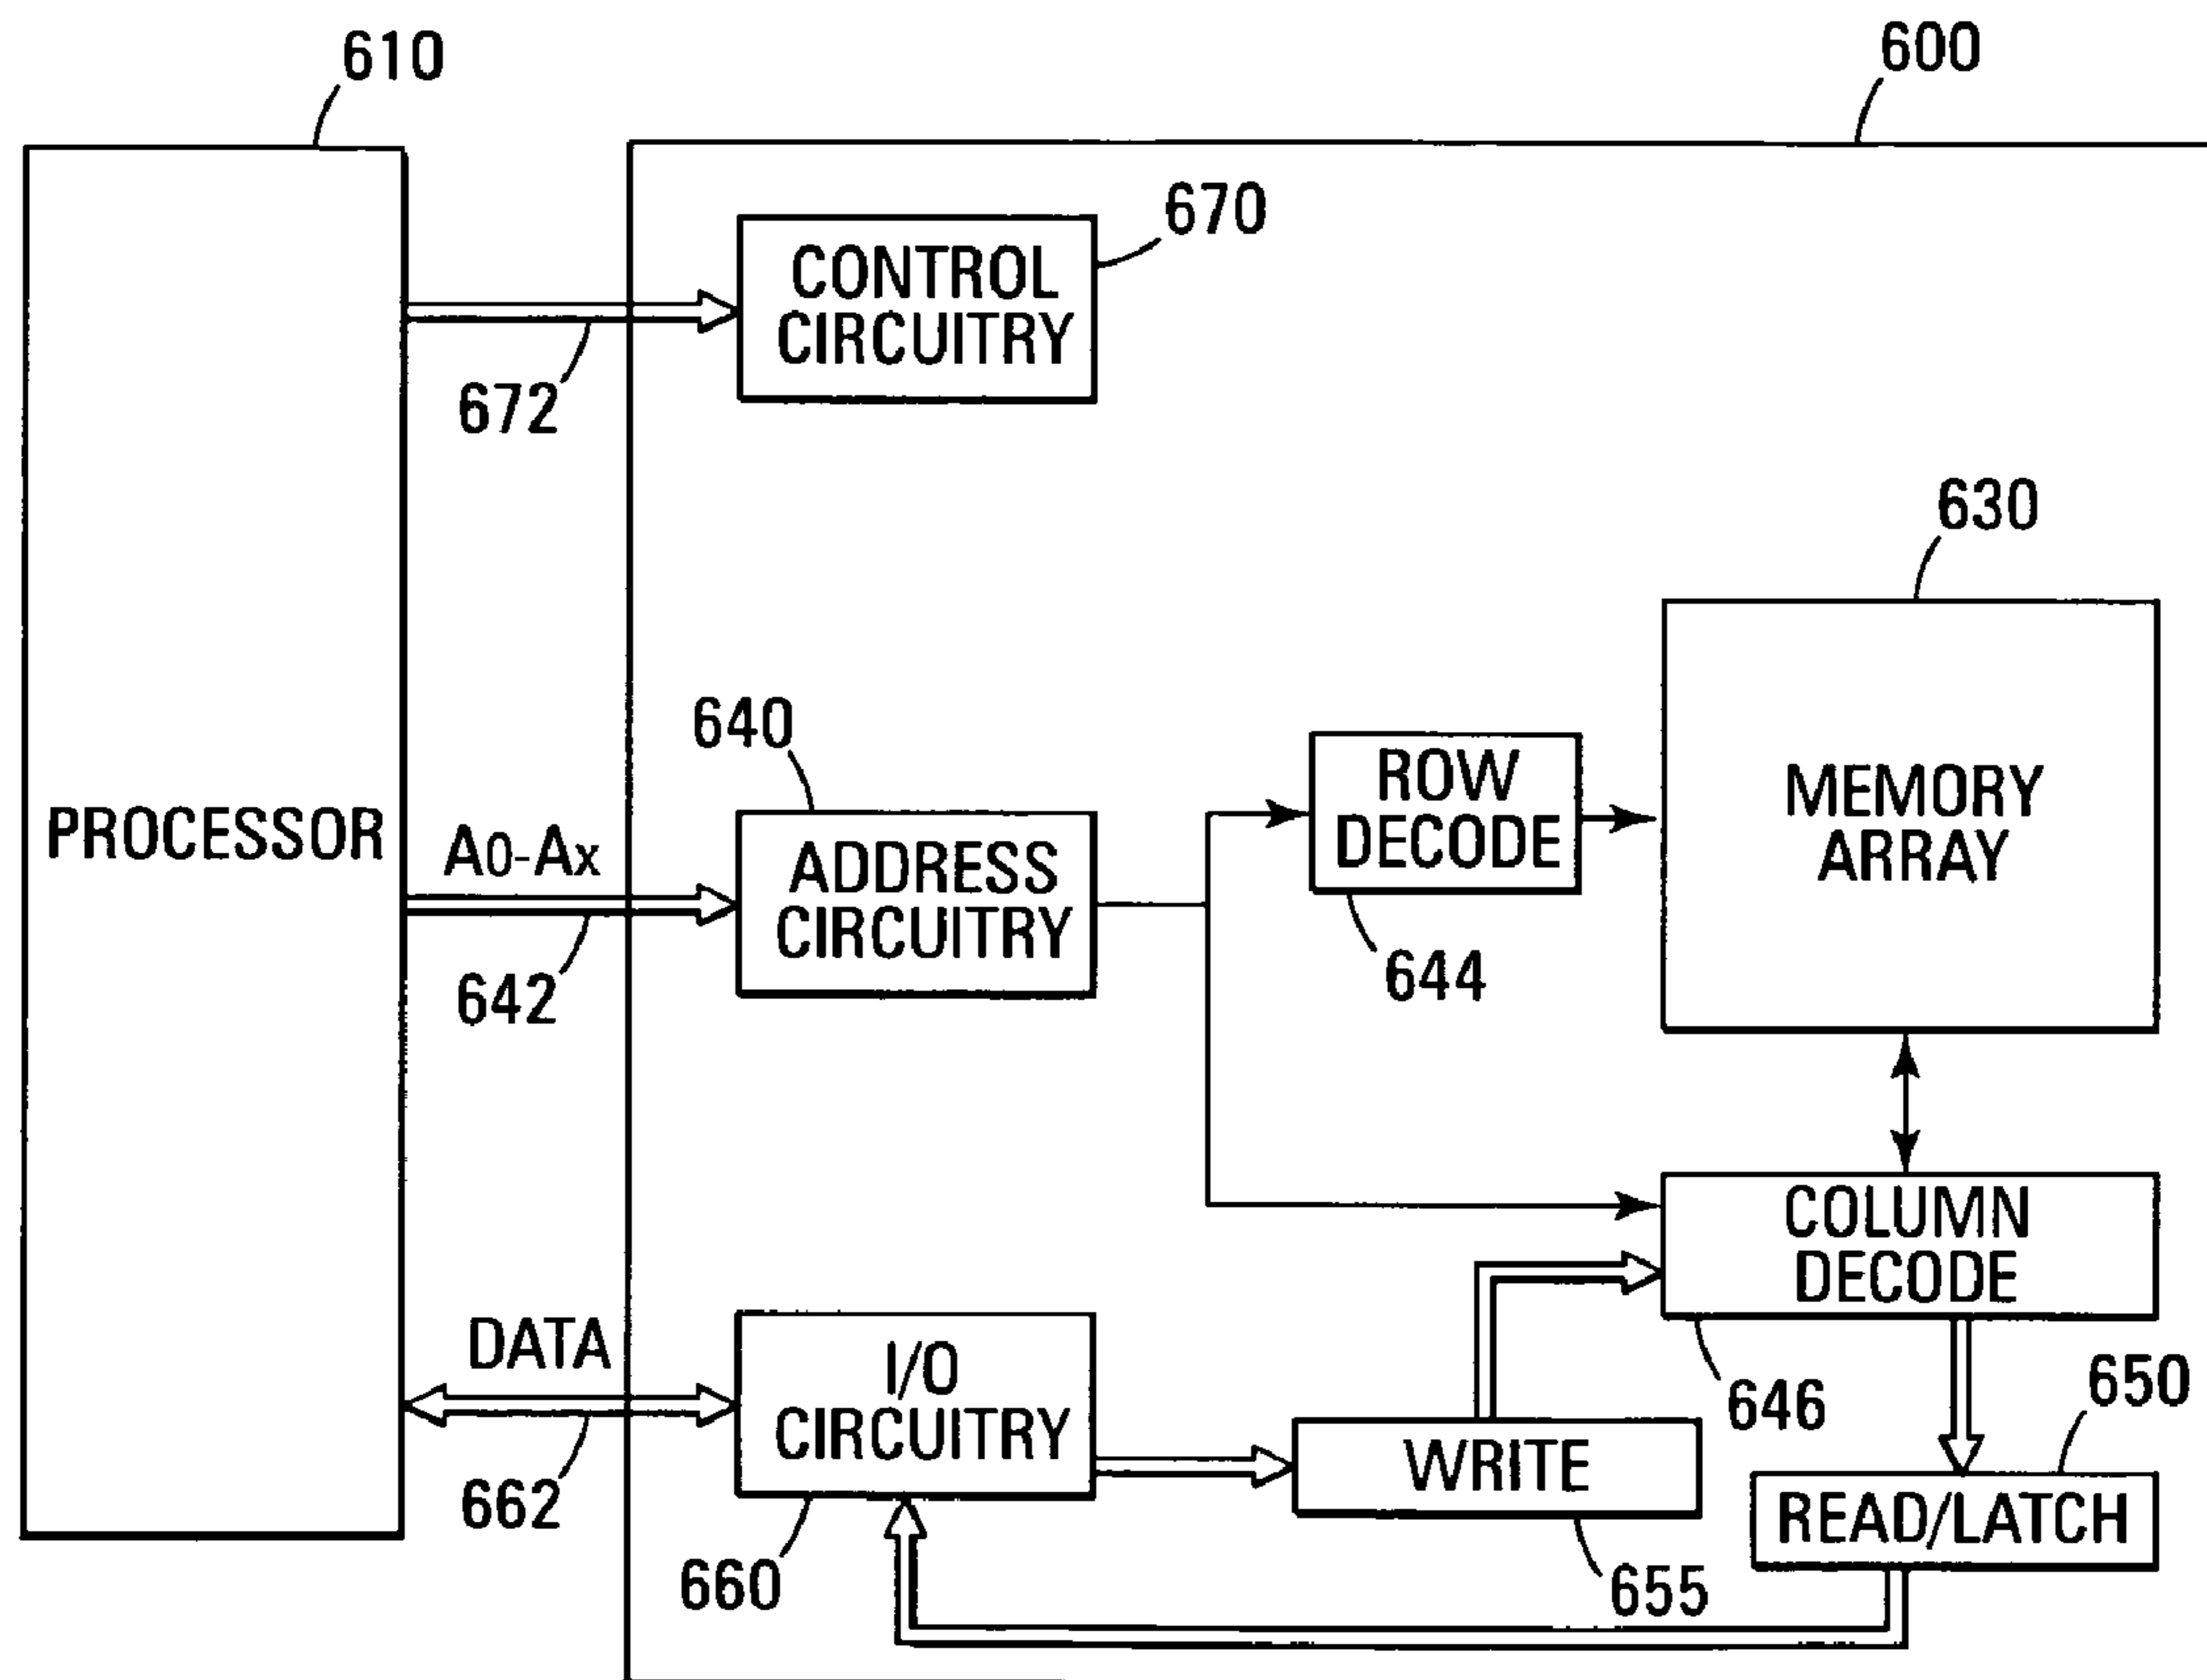 610
600
670
CONTROL
CIRCUITRY
672
630
640
ROW
DECODE
MEMORY
ARRAY
PROCESSOR
A0-Ax
ADDRESS
CIRCUITRY
644
642
COLUMN
DECODE
DATA
I/O
CIRCUITRY
646
650
WRITE
662
READ/LATCH
660
655